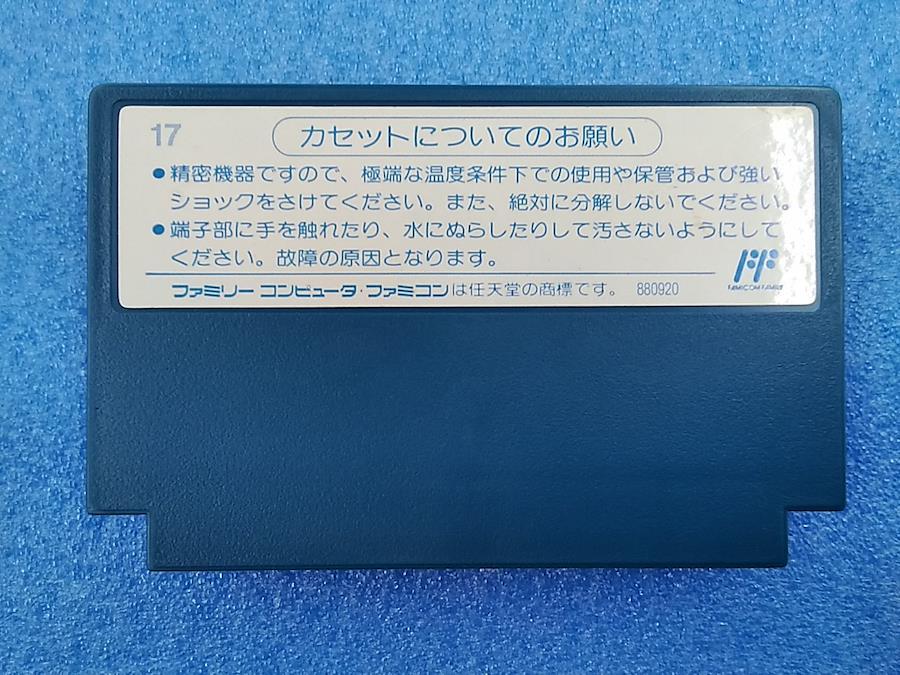 17
カセットについてのお願い
●精密機器ですので、極端な温度条件下での使用や保管および強い
ショックをさけてください。また、絶対に分解しないでください。
●端子部に手を触れたり、水にぬらしたりして汚さないようにして
ください。故障の原因となります。
FF
FAMICOM FAMILY
ファミリー コンピュータ・ファミコンは任天堂の商標です。 880920